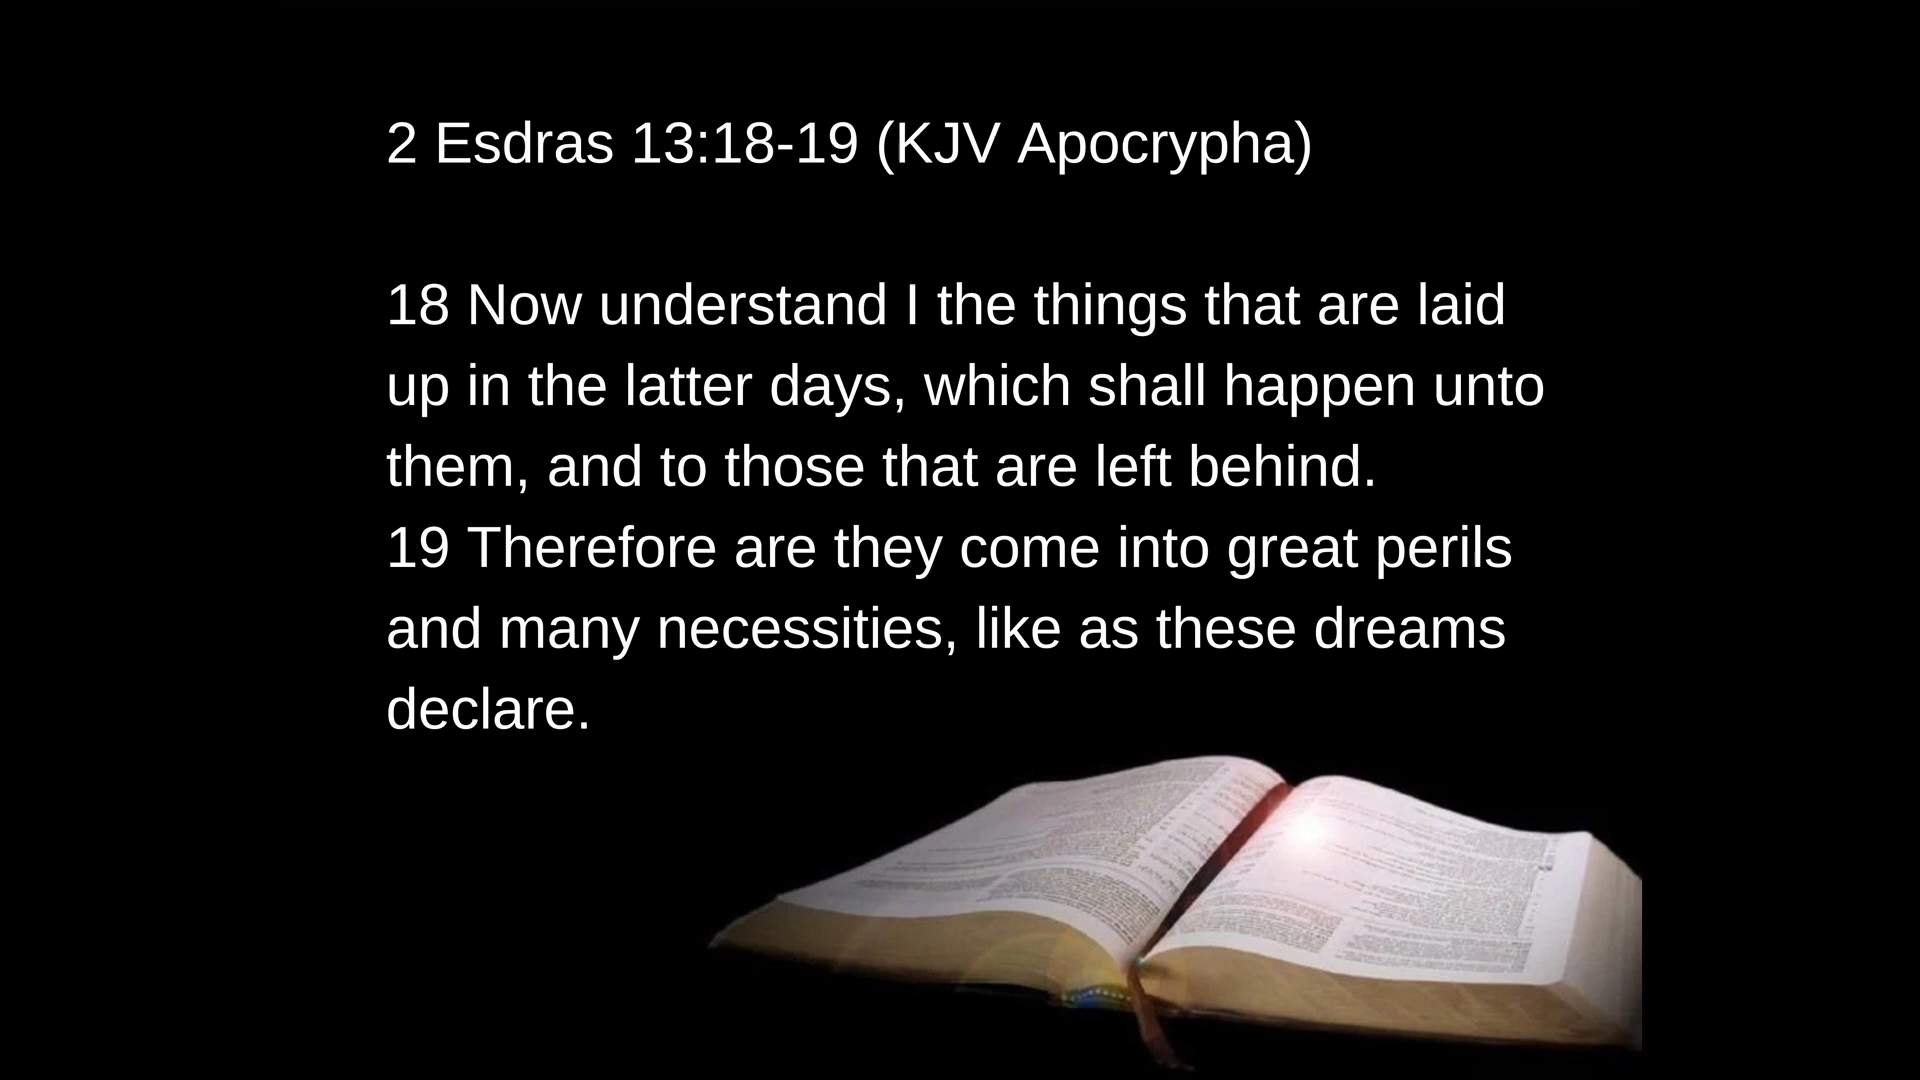 2 Esdras 13:18-19 (KJV Apocrypha)
18 Now understand I the things that are laid
up in the latter days, which shall happen unto
them, and to those that are left behind.
19 Therefore are they come into great perils
and many necessities, like as these dreams
declare.